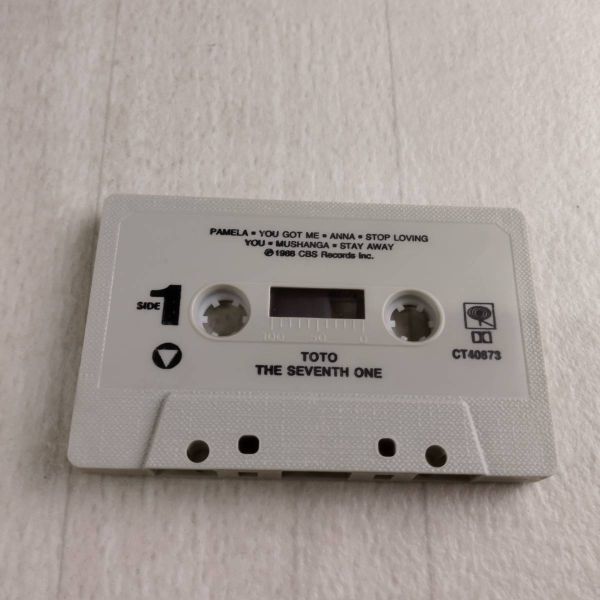 PAMELA • YOU GOT ME • ANNA • STOP LOVING
YOU • MUSHANGA • STAY AWAY
℗1988 CBS Records Inc.
SIDE 1
100 50 0
TOTO
THE SEVENTH ONE
CT40873